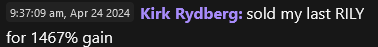 9:37:09 am, Apr 24 2024 Kirk Rydberg: sold my last RILY
for 1467% gain